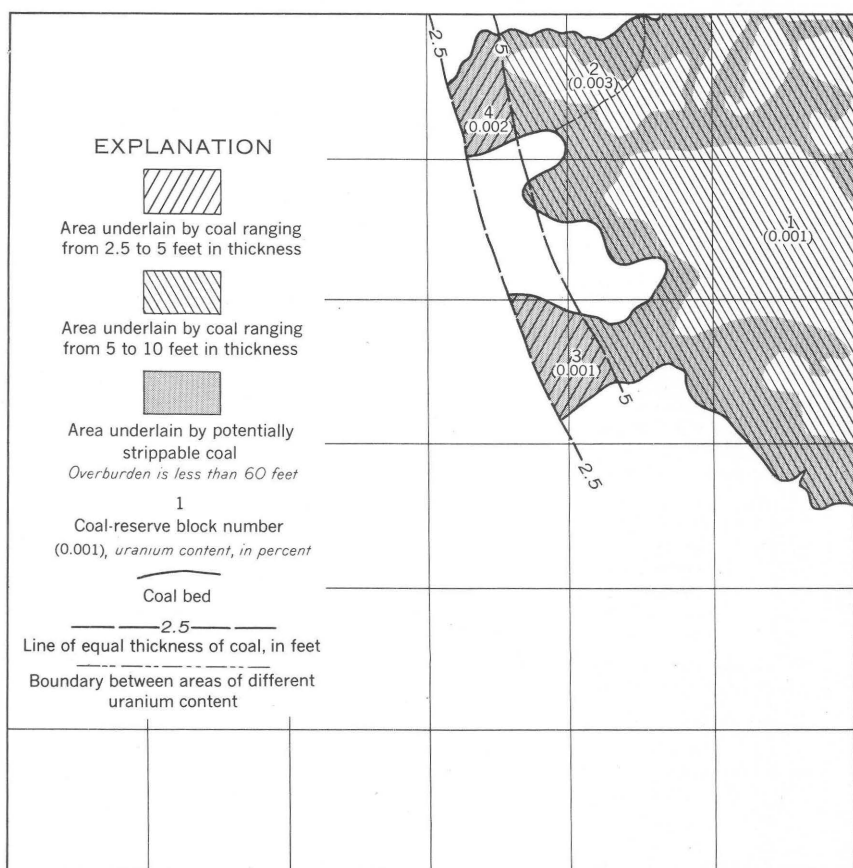 EXPLANATION
Area underlain by coal ranging
from 2.5 to 5 feet in thickness
Area underlain by coal ranging
from 5 to 10 feet in thickness
Area underlain by potentially
strippable coal
Overburden is less than 60 feet
1
Coal-reserve block number
(0.001), uranium content, in percent
Coal bed
2.5
Line of equal thickness of coal, in feet
Boundary between areas of different
uranium content
2.5
5
2
(0.003)
4
(0.002)
1
(0.001)
3
(0.001)
5
2.5